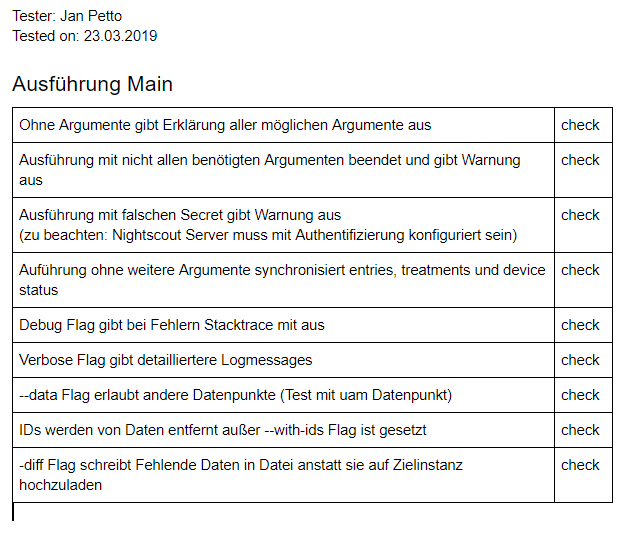 Tester: Jan Petto
Tested on: 23.03.2019
Ausführung Main
Ohne Argumente gibt Erklärung aller möglichen Argumente aus check
Ausführung mit nicht allen benötigten Argumenten beendet und gibt Warnung check
aus
Ausführung mit falschen Secret gibt Warnung aus check
(zu beachten: Nightscout Server muss mit Authentifizierung konfiguriert sein)
Auführung ohne weitere Argumente synchronisiert entries, treatments und device check
status
Debug Flag gibt bei Fehlern Stacktrace mit aus check
Verbose Flag gibt detailliertere Logmessages check
--data Flag erlaubt andere Datenpunkte (Test mit uam Datenpunkt) check
IDs werden von Daten entfernt außer --with-ids Flag ist gesetzt check
-diff Flag schreibt Fehlende Daten in Datei anstatt sie auf Zielinstanz check
hochzuladen